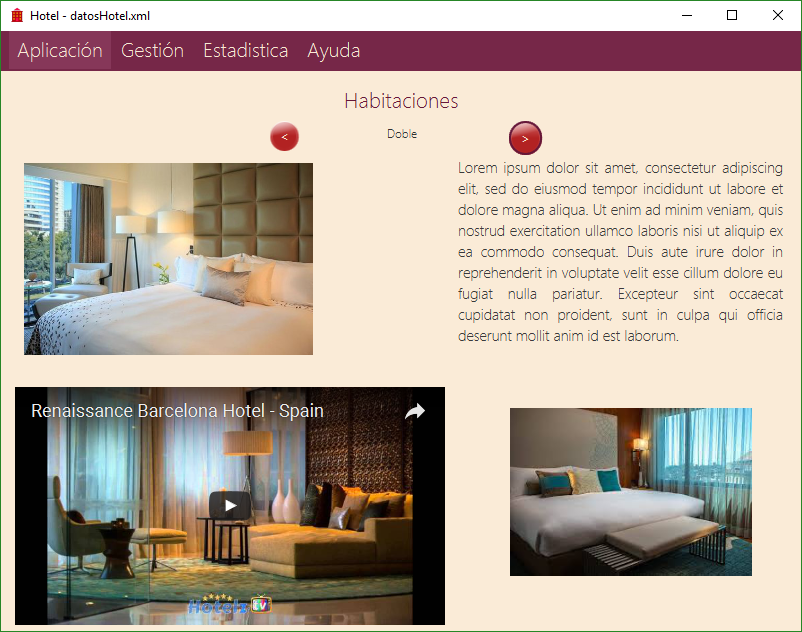 Hotel - datosHotel.xml
Aplicación Gestión Estadistica Ayuda
Habitaciones
< Doble >
Lorem ipsum dolor sit amet, consectetur adipiscing
elit, sed do eiusmod tempor incididunt ut labore et
dolore magna aliqua. Ut enim ad minim veniam, quis
nostrud exercitation ullamco laboris nisi ut aliquip ex
ea commodo consequat. Duis aute irure dolor in
reprehenderit in voluptate velit esse cillum dolore eu
fugiat nulla pariatur. Excepteur sint occaecat
cupidatat non proident, sunt in culpa qui officia
deserunt mollit anim id est laborum.
Renaissance Barcelona Hotel - Spain
Hotelz tv